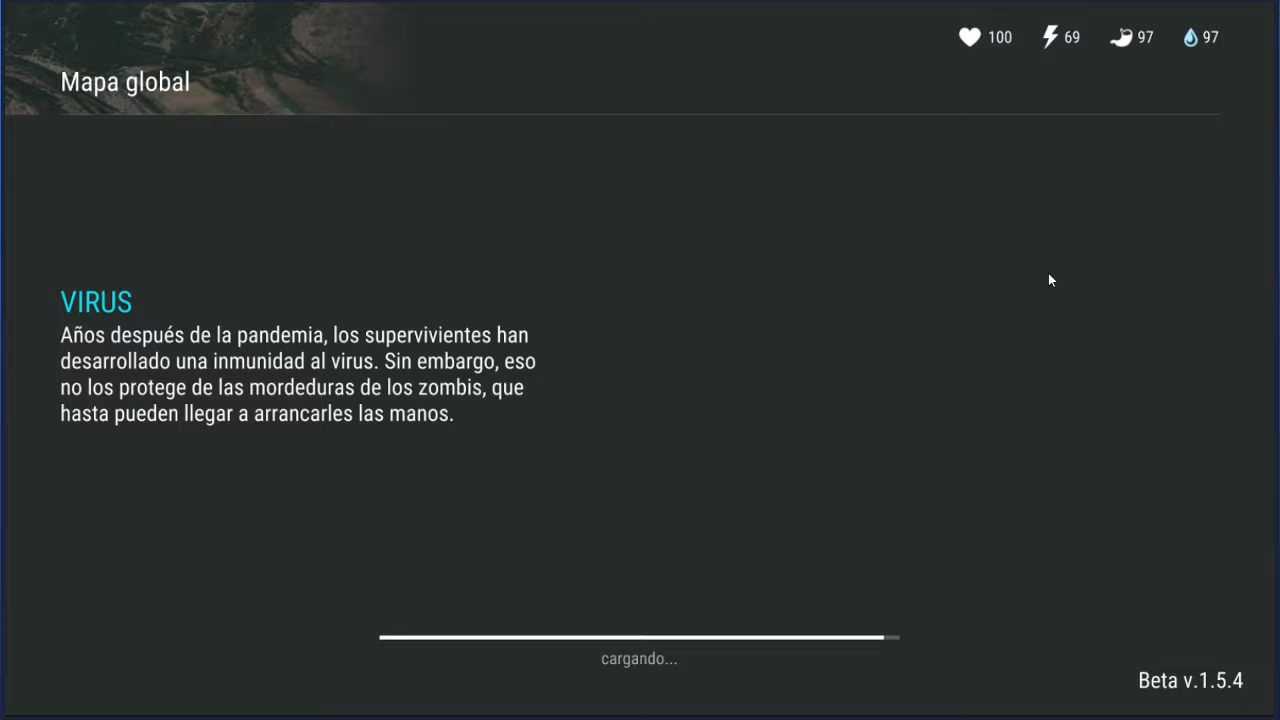 100 69 97 97
Mapa global
VIRUS
Años después de la pandemia, los supervivientes han
desarrollado una inmunidad al virus. Sin embargo, eso
no los protege de las mordeduras de los zombis, que
hasta pueden llegar a arrancarles las manos.
cargando...
Beta v.1.5.4